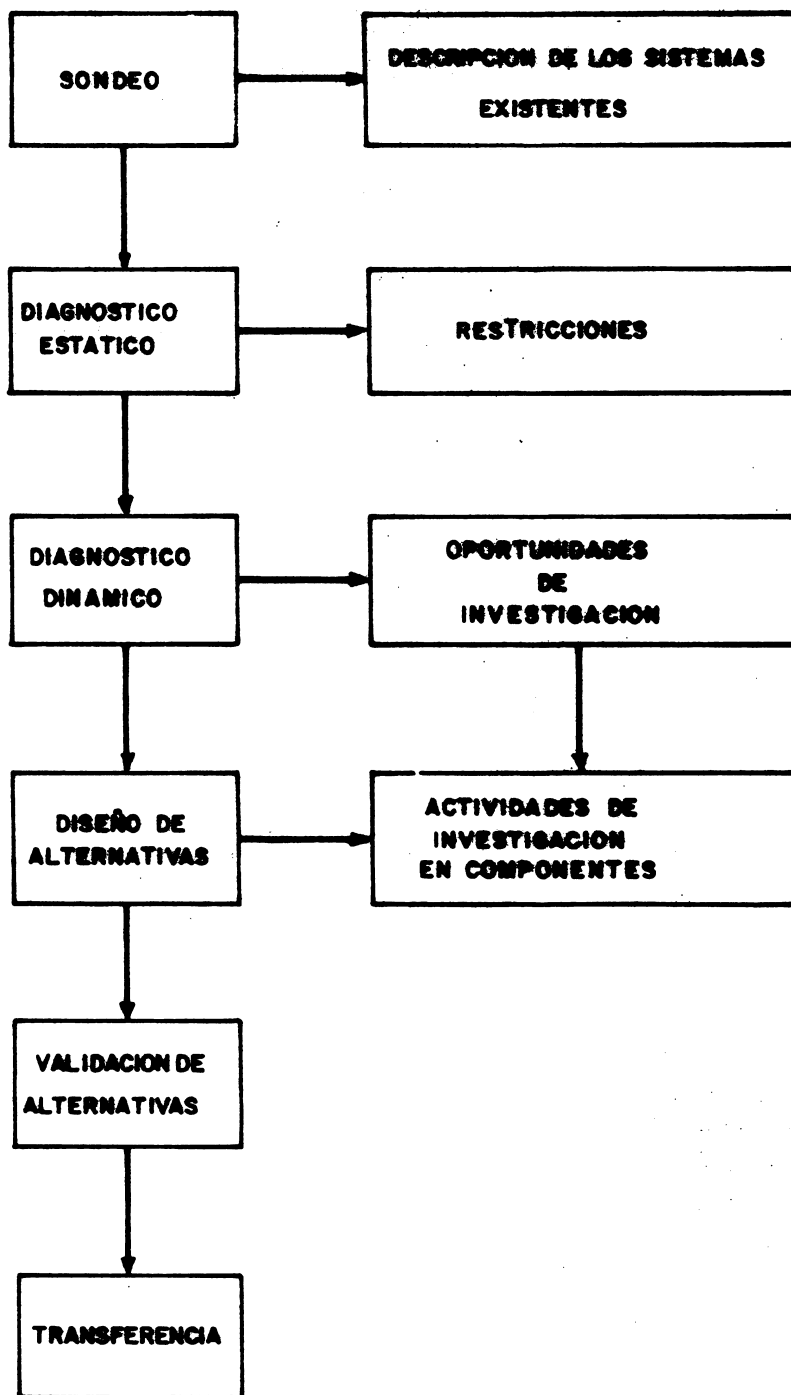 SONDEO
DESCRIPCION DE LOS SISTEMAS
EXISTENTES
DIAGNOSTICO
ESTATICO
RESTRICCIONES
DIAGNOSTICO
DINAMICO
OPORTUNIDADES
DE
INVESTIGACION
DISEÑO DE
ALTERNATIVAS
ACTIVIDADES DE
INVESTIGACION
EN COMPONENTES
VALIDACION DE
ALTERNATIVAS
TRANSFERENCIA